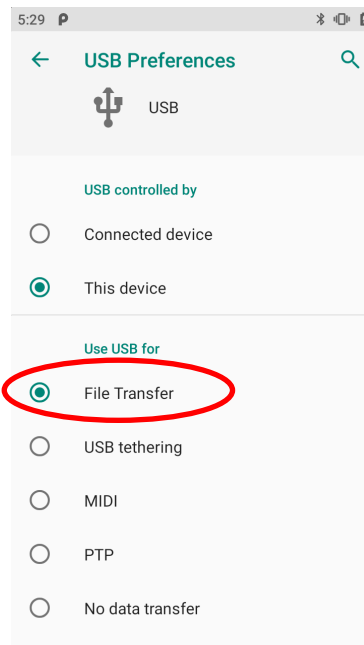 5:29
USB Preferences
USB
USB controlled by
Connected device
This device
Use USB for
File Transfer
USB tethering
MIDI
PTP
No data transfer